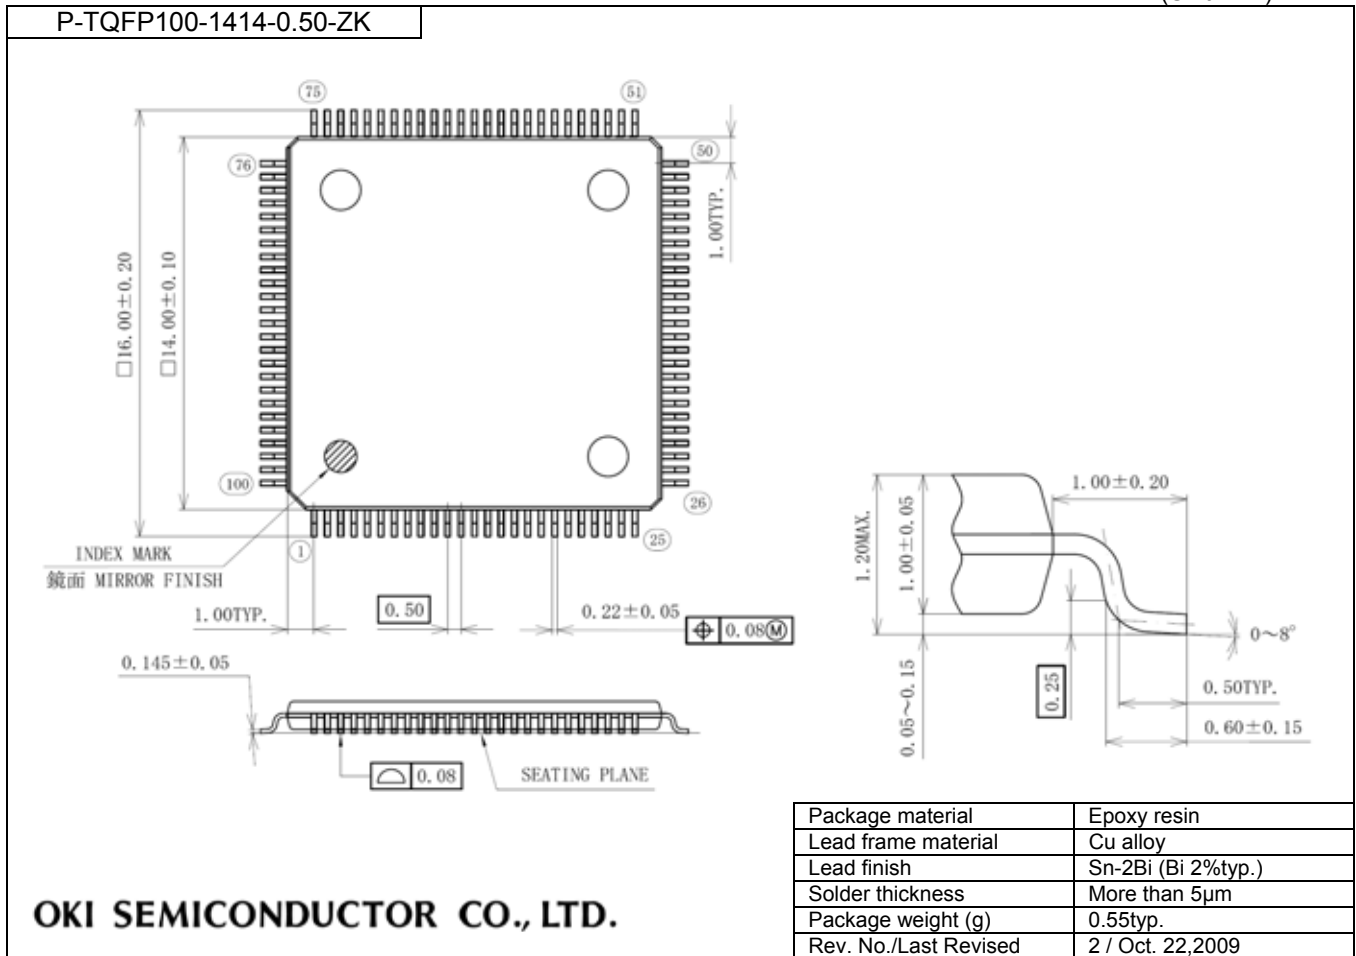 P-TQFP100-1414-0.50-ZK
75
51
76
50
1.00TYP.
□16.00±0.20
□14.00±0.10
100
26
1
25
INDEX MARK
鏡面 MIRROR FINISH
1.00TYP.
0.50
0.22±0.05
⌖ 0.08Ⓜ
0.145±0.05
⌓ 0.08
SEATING PLANE
1.20MAX.
1.00±0.05
1.00±0.20
0.05~0.15
0.25
0~8°
0.50TYP.
0.60±0.15
Package material Epoxy resin
Lead frame material Cu alloy
Lead finish Sn-2Bi (Bi 2%typ.)
Solder thickness More than 5μm
Package weight (g) 0.55typ.
Rev. No./Last Revised 2 / Oct. 22,2009
OKI SEMICONDUCTOR CO., LTD.